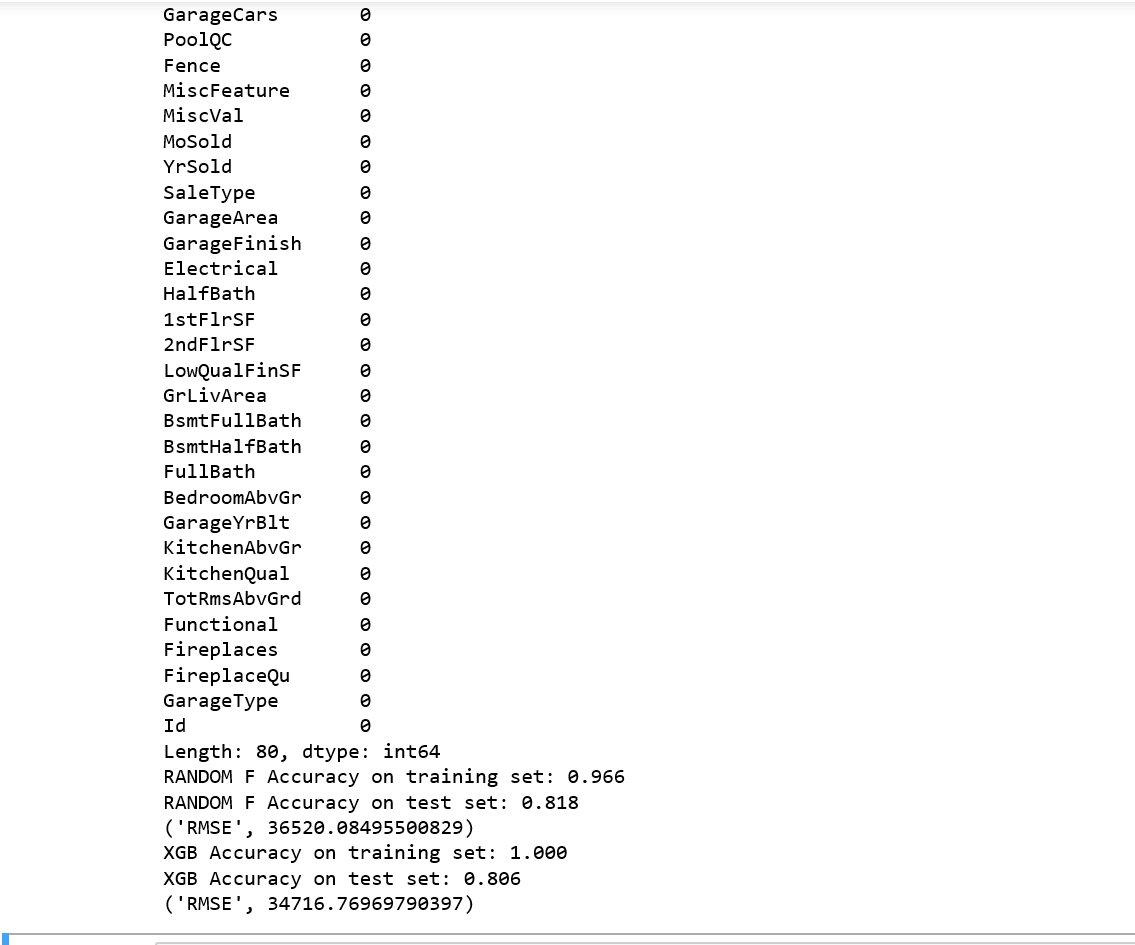 GarageCars 0
PoolQC 0
Fence 0
MiscFeature 0
MiscVal 0
MoSold 0
YrSold 0
SaleType 0
GarageArea 0
GarageFinish 0
Electrical 0
HalfBath 0
1stFlrSF 0
2ndFlrSF 0
LowQualFinSF 0
GrLivArea 0
BsmtFullBath 0
BsmtHalfBath 0
FullBath 0
BedroomAbvGr 0
GarageYrBlt 0
KitchenAbvGr 0
KitchenQual 0
TotRmsAbvGrd 0
Functional 0
Fireplaces 0
FireplaceQu 0
GarageType 0
Id 0
Length: 80, dtype: int64
RANDOM F Accuracy on training set: 0.966
RANDOM F Accuracy on test set: 0.818
('RMSE', 36520.08495500829)
XGB Accuracy on training set: 1.000
XGB Accuracy on test set: 0.806
('RMSE', 34716.76969790397)